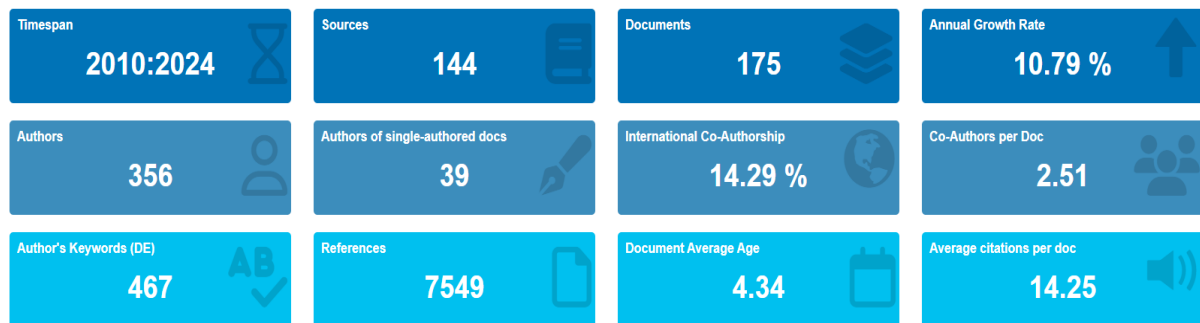 Timespan
2010:2024
Sources
144
Documents
175
Annual Growth Rate
10.79 %
Authors
356
Authors of single-authored docs
39
International Co-Authorship
14.29 %
Co-Authors per Doc
2.51
Author's Keywords (DE)
467
AB
References
7549
Document Average Age
4.34
Average citations per doc
14.25